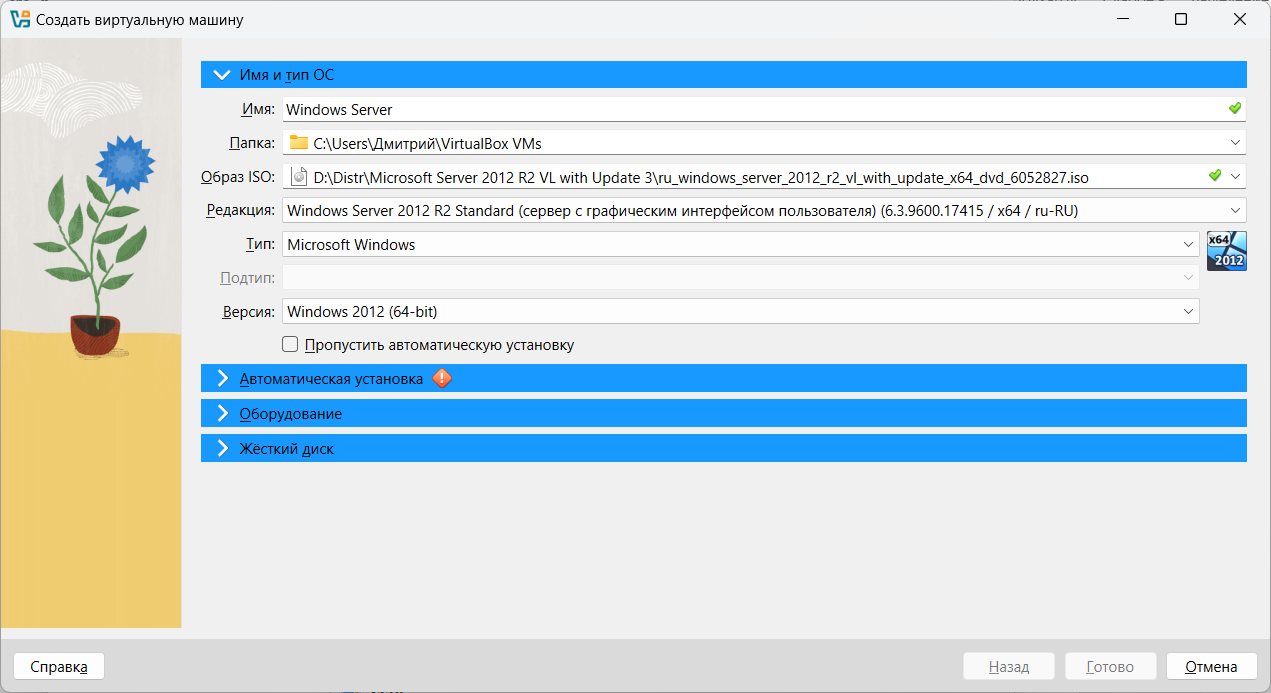 Создать виртуальную машину
Имя и тип ОС
Имя: Windows Server
Папка: C:\Users\Дмитрий\VirtualBox VMs
Образ ISO: D:\Distr\Microsoft Server 2012 R2 VL with Update 3\ru_windows_server_2012_r2_vl_with_update_x64_dvd_6052827.iso
Редакция: Windows Server 2012 R2 Standard (сервер с графическим интерфейсом пользователя) (6.3.9600.17415 / x64 / ru-RU)
Тип: Microsoft Windows
x64
2012
Подтип:
Версия: Windows 2012 (64-bit)
Пропустить автоматическую установку
Автоматическая установка
Оборудование
Жёсткий диск
Справка Назад Готово Отмена